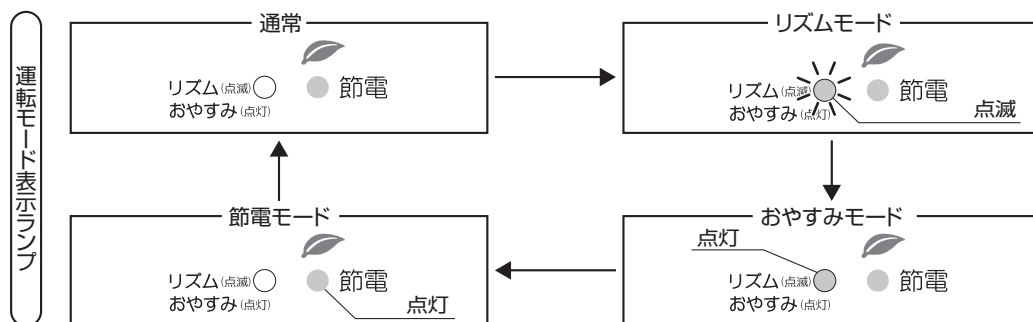 運転モード表示ランプ
通常
リズム(点滅)
おやすみ(点灯)
節電
リズムモード
リズム(点滅)
おやすみ(点灯)
節電
点滅
節電モード
リズム(点滅)
おやすみ(点灯)
節電
点灯
おやすみモード
点灯
リズム(点滅)
おやすみ(点灯)
節電